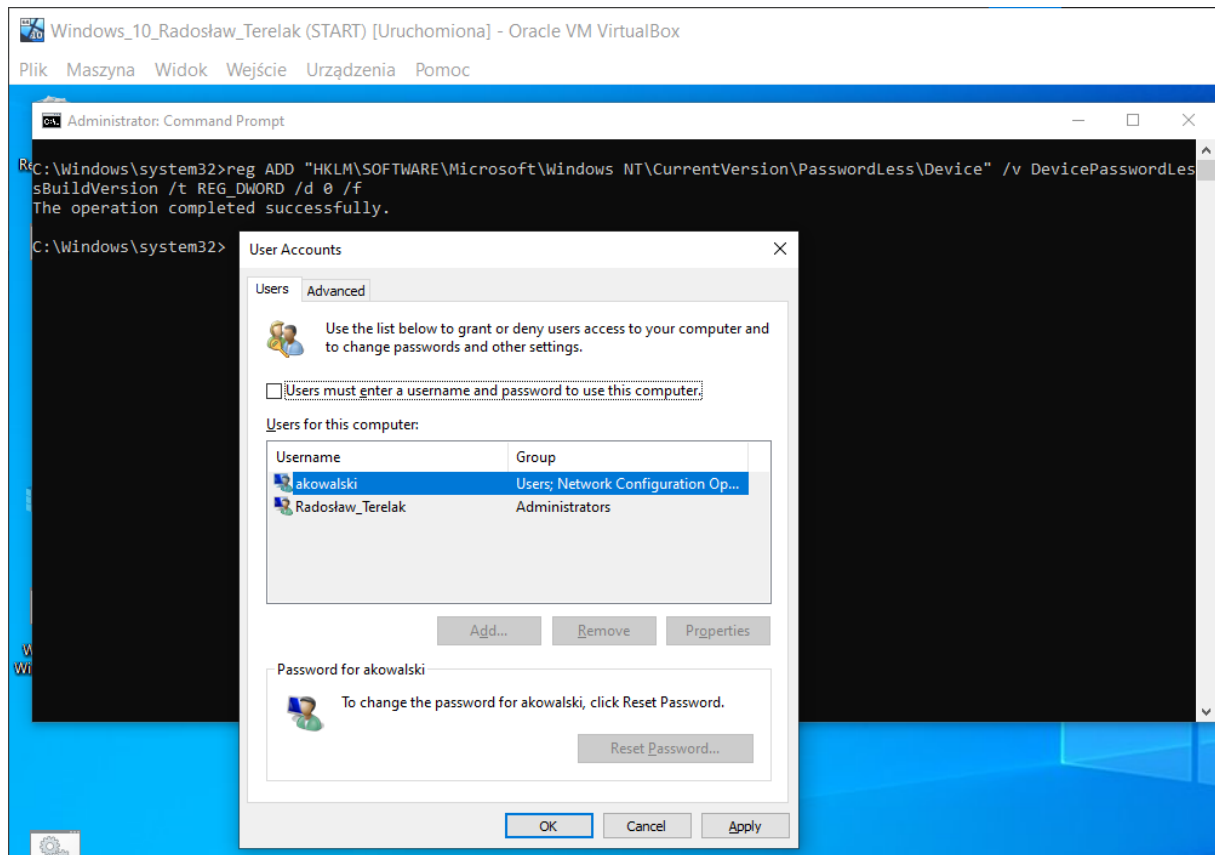 Windows_10_Radosław_Terelak (START) [Uruchomiona] - Oracle VM VirtualBox
Plik Maszyna Widok Wejście Urządzenia Pomoc
Administrator: Command Prompt
C:\Windows\system32>reg ADD "HKLM\SOFTWARE\Microsoft\Windows NT\CurrentVersion\PasswordLess\Device" /v DevicePasswordLes
sBuildVersion /t REG_DWORD /d 0 /f
The operation completed successfully.
C:\Windows\system32>
User Accounts
Users Advanced
Use the list below to grant or deny users access to your computer and
to change passwords and other settings.
Users must enter a username and password to use this computer.
Users for this computer:
Username Group
akowalski Users; Network Configuration Op...
Radosław_Terelak Administrators
Add... Remove Properties
Password for akowalski
To change the password for akowalski, click Reset Password.
Reset Password...
OK Cancel Apply